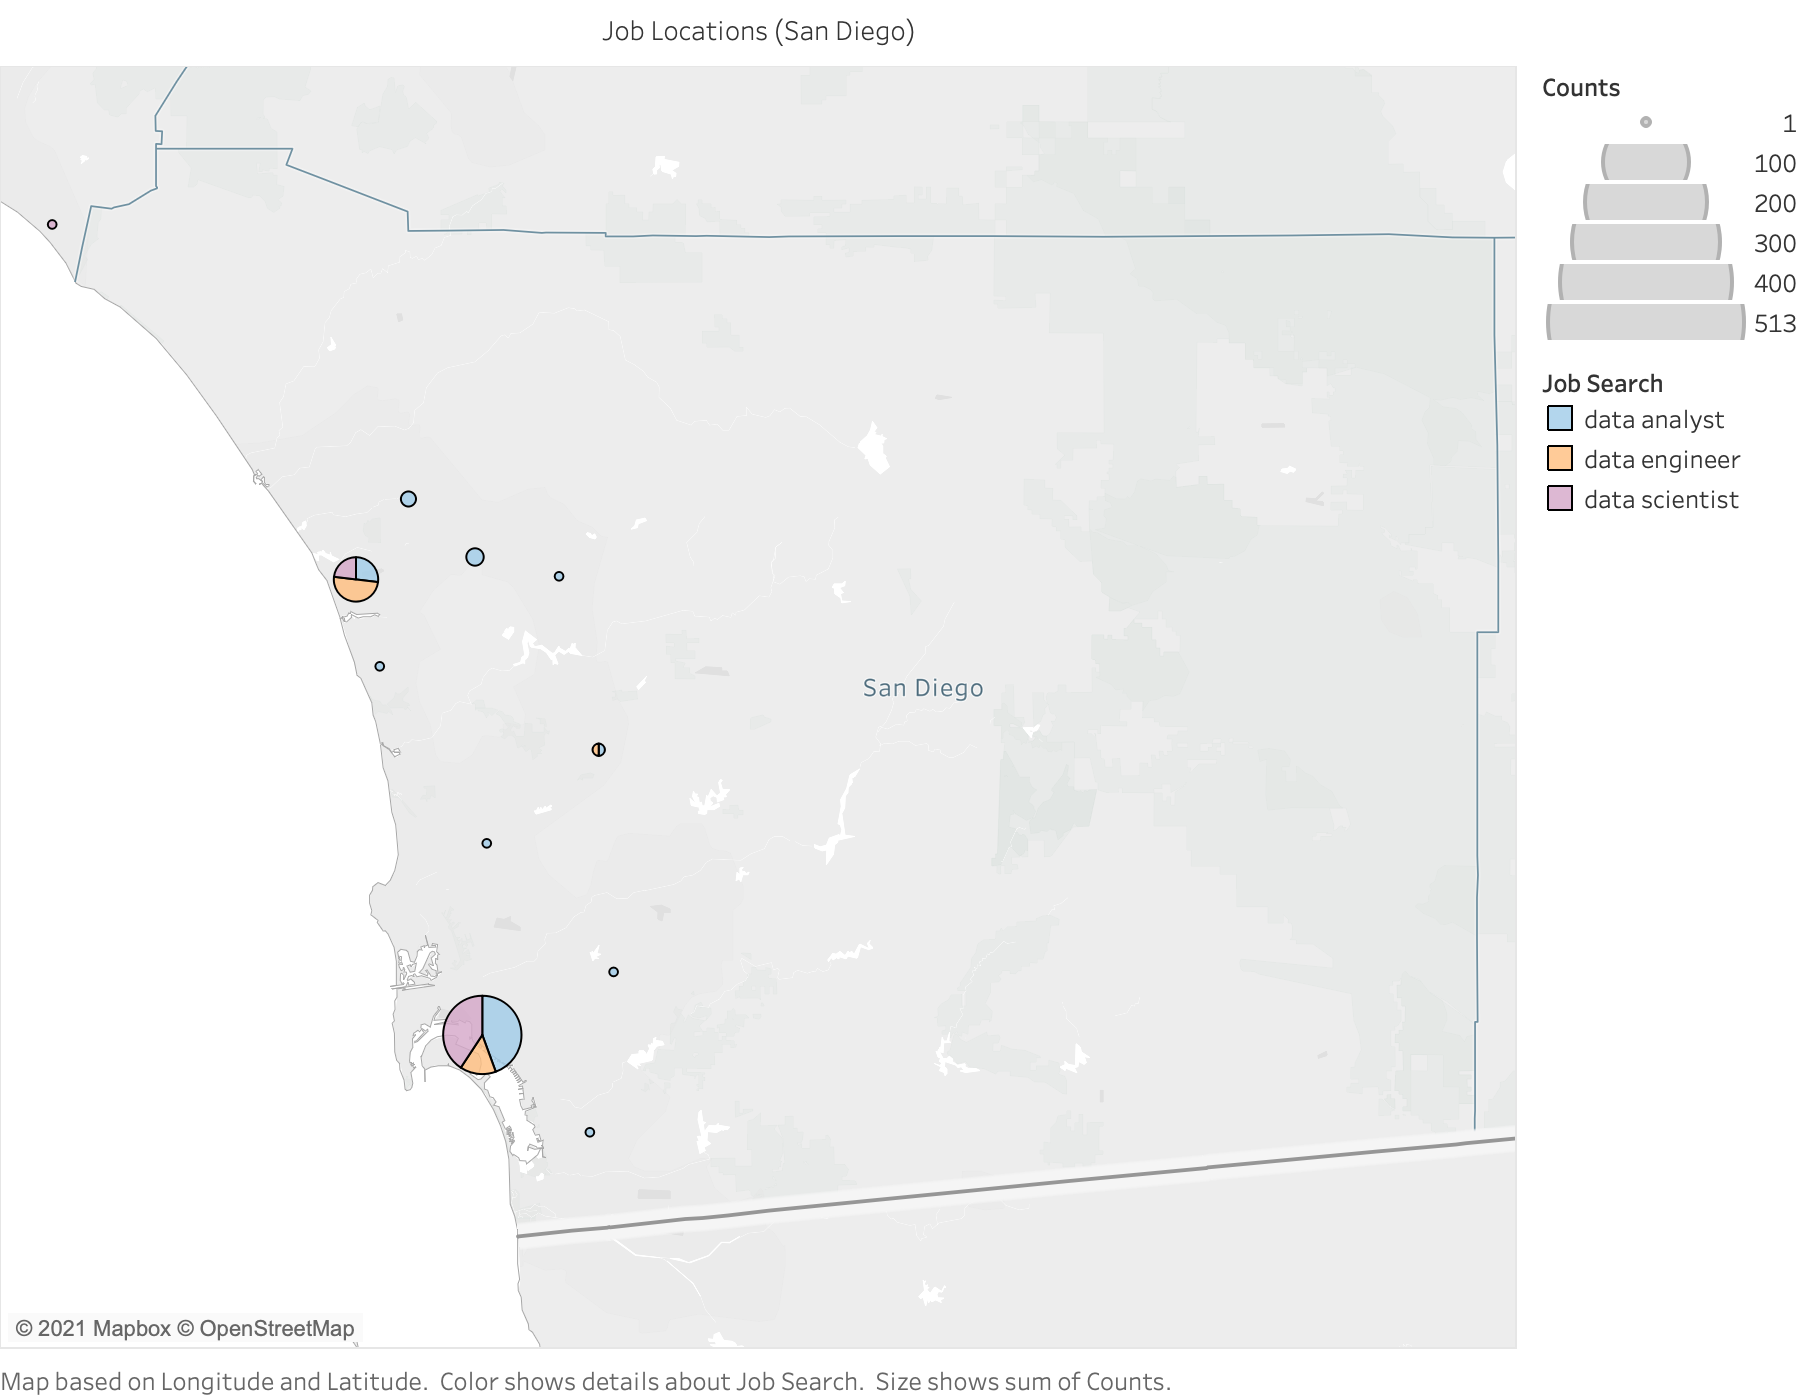 Job Locations (San Diego)
Counts
1
100
200
300
400
513
Job Search
data analyst
data engineer
data scientist
San Diego
© 2021 Mapbox © OpenStreetMap
Map based on Longitude and Latitude. Color shows details about Job Search. Size shows sum of Counts.